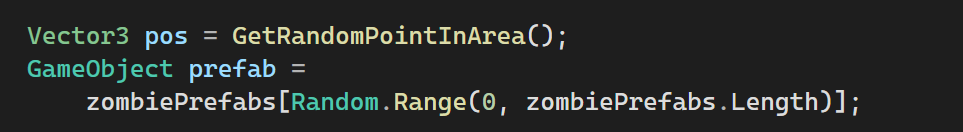 Vector3 pos = GetRandomPointInArea();
GameObject prefab =
    zombiePrefabs[Random.Range(0, zombiePrefabs.Length)];